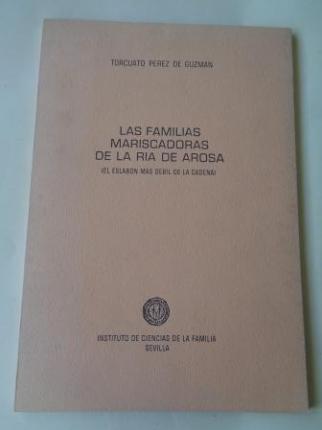 TORCUATO PEREZ DE GUZMAN
LAS FAMILIAS
MARISCADORAS
DE LA RIA DE AROSA
(EL ESLABON MAS DEBIL DE LA CADENA)
INSTITUTO DE CIENCIAS DE LA FAMILIA
SEVILLA